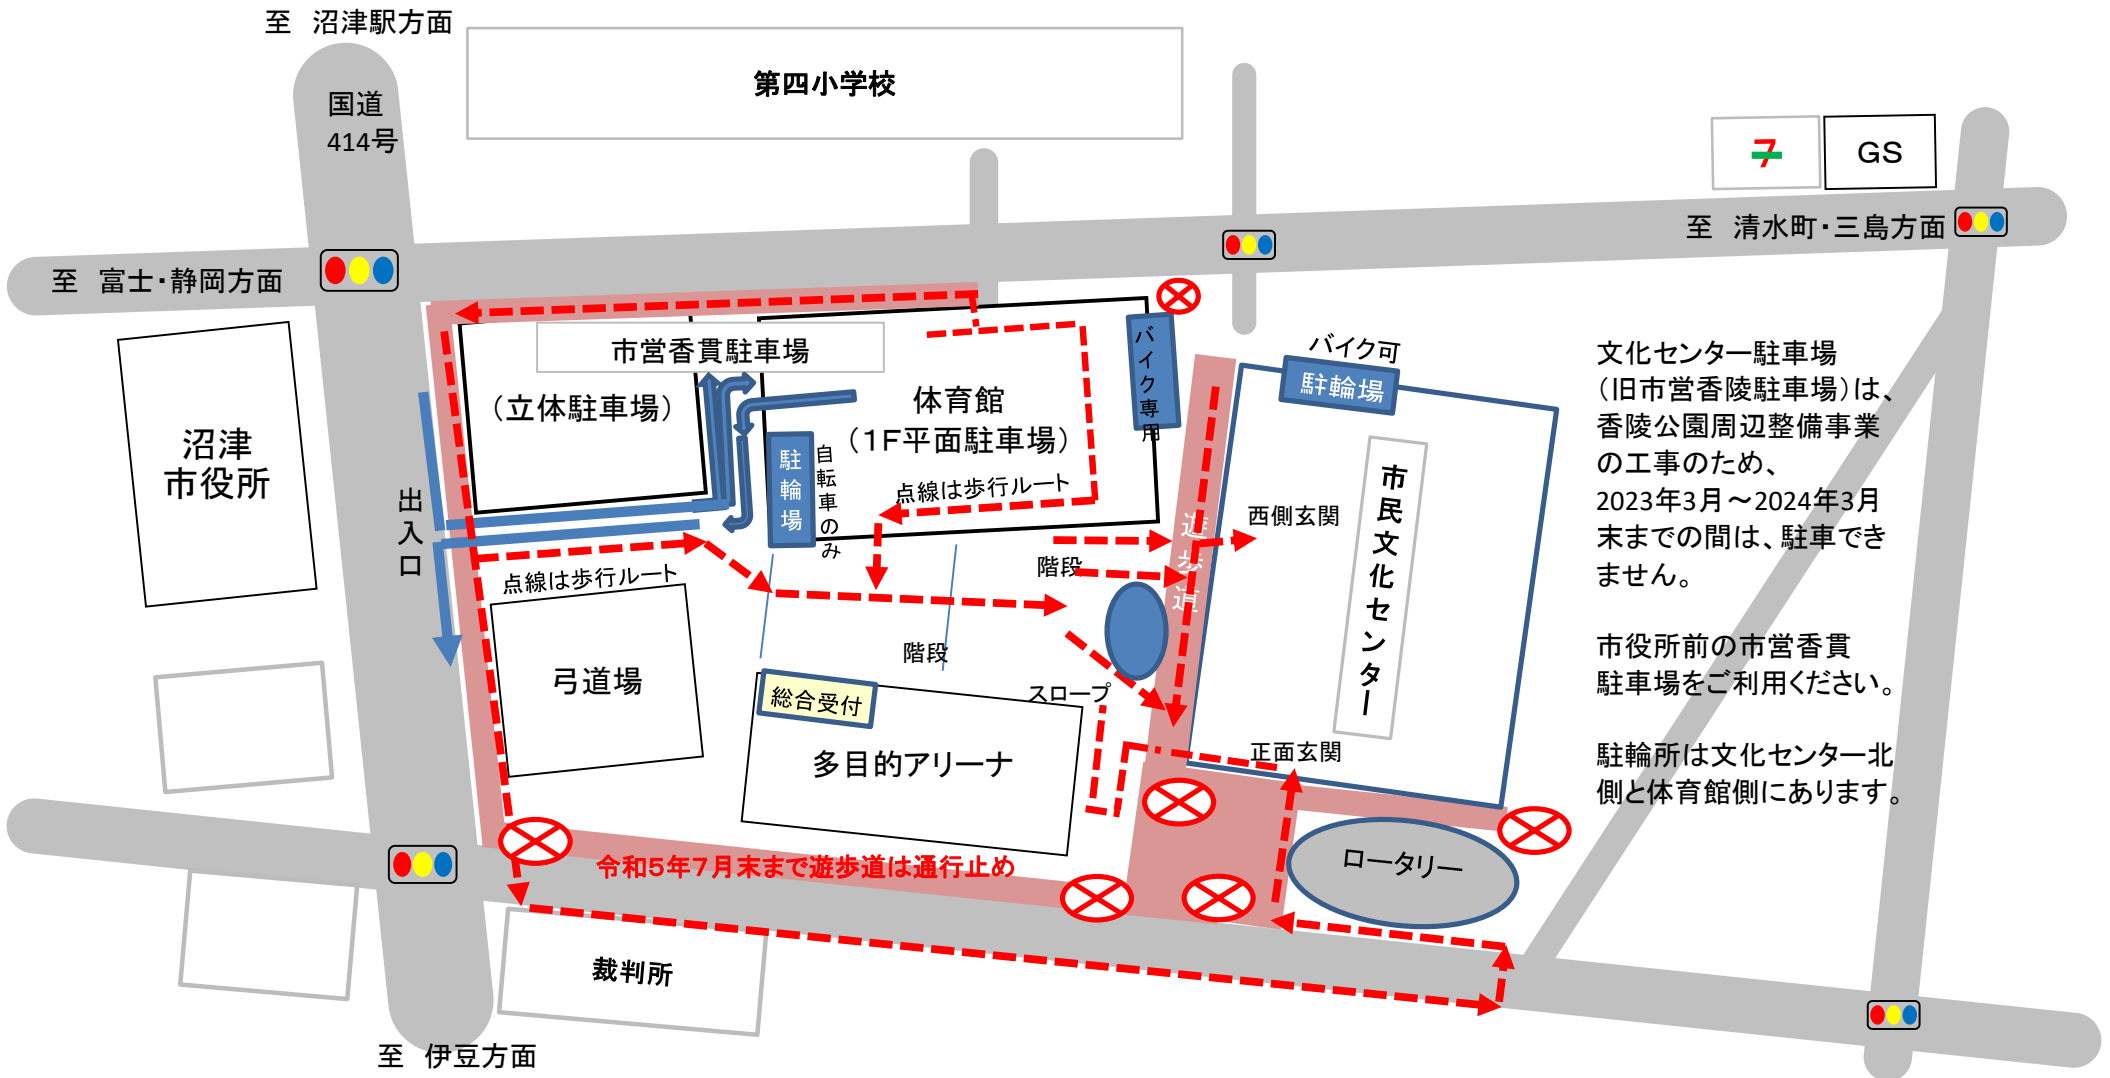 至　沼津駅方面
第四小学校
国道
414号
7
GS
至　清水町・三島方面
至　富士・静岡方面
市営香貫駐車場
（立体駐車場）
体育館
（1F平面駐車場）
バイク専用
バイク可
駐輪場
沼津
市役所
出入口
駐輪場
自転車のみ
点線は歩行ルート
遊歩道
西側玄関
市民文化センター
文化センター駐車場
（旧市営香陵駐車場）は、
香陵公園周辺整備事業
の工事のため、
2023年3月～2024年3月
末までの間は、駐車でき
ません。
市役所前の市営香貫
駐車場をご利用ください。
駐輪所は文化センター北
側と体育館側にあります。
点線は歩行ルート
階段
階段
弓道場
総合受付
スロープ
多目的アリーナ
正面玄関
ロータリー
令和5年7月末まで遊歩道は通行止め
裁判所
至　伊豆方面